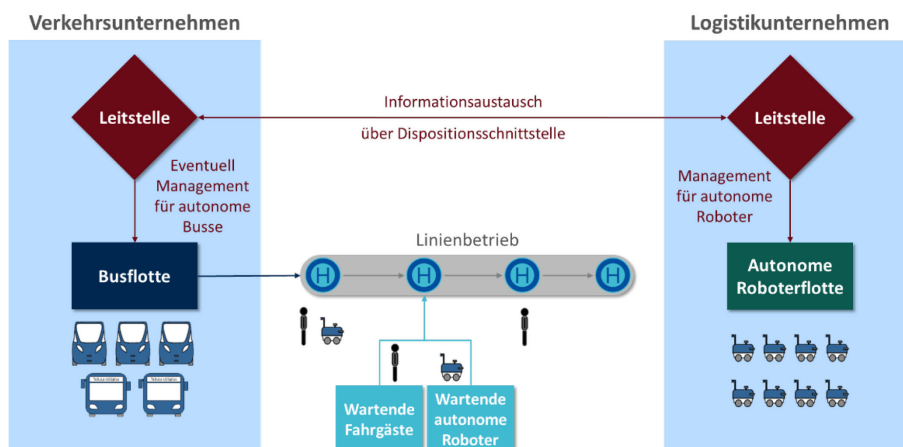 Verkehrsunternehmen
Logistikunternehmen
Leitstelle
Informationsaustausch
über Dispositionsschnittstelle
Leitstelle
Eventuell
Management
für autonome
Busse
Management
für autonome
Roboter
Busflotte
Linienbetrieb
H
H
H
H
Autonome
Roboterflotte
Wartende
Fahrgäste
Wartende
autonome
Roboter